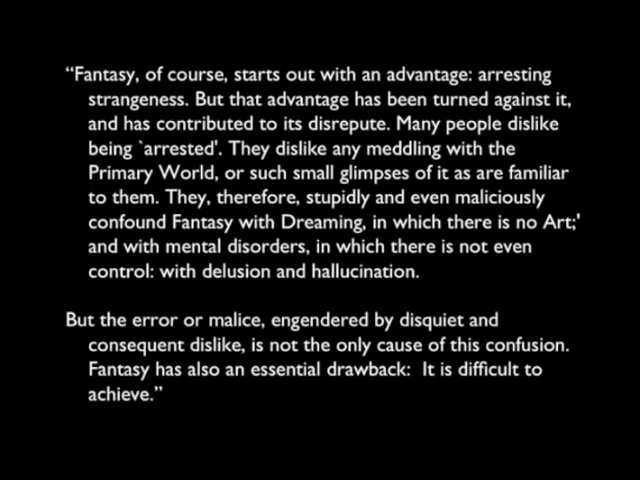 “Fantasy, of course, starts out with an advantage: arresting
strangeness. But that advantage has been turned against it,
and has contributed to its disrepute. Many people dislike
being `arrested'. They dislike any meddling with the
Primary World, or such small glimpses of it as are familiar
to them. They, therefore, stupidly and even maliciously
confound Fantasy with Dreaming, in which there is no Art;'
and with mental disorders, in which there is not even
control: with delusion and hallucination.
But the error or malice, engendered by disquiet and
consequent dislike, is not the only cause of this confusion.
Fantasy has also an essential drawback:  It is difficult to
achieve.”